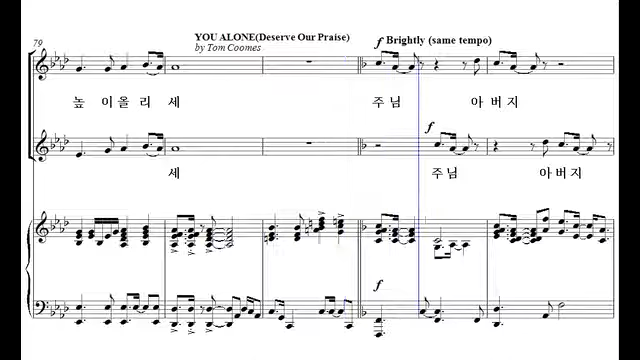 YOU ALONE(Deserve Our Praise)
79 by Tom Coomes f Brightly (same tempo)
높 이 올 리 세 주 님 아 버 지
f
세 주 님 아 버 지
f